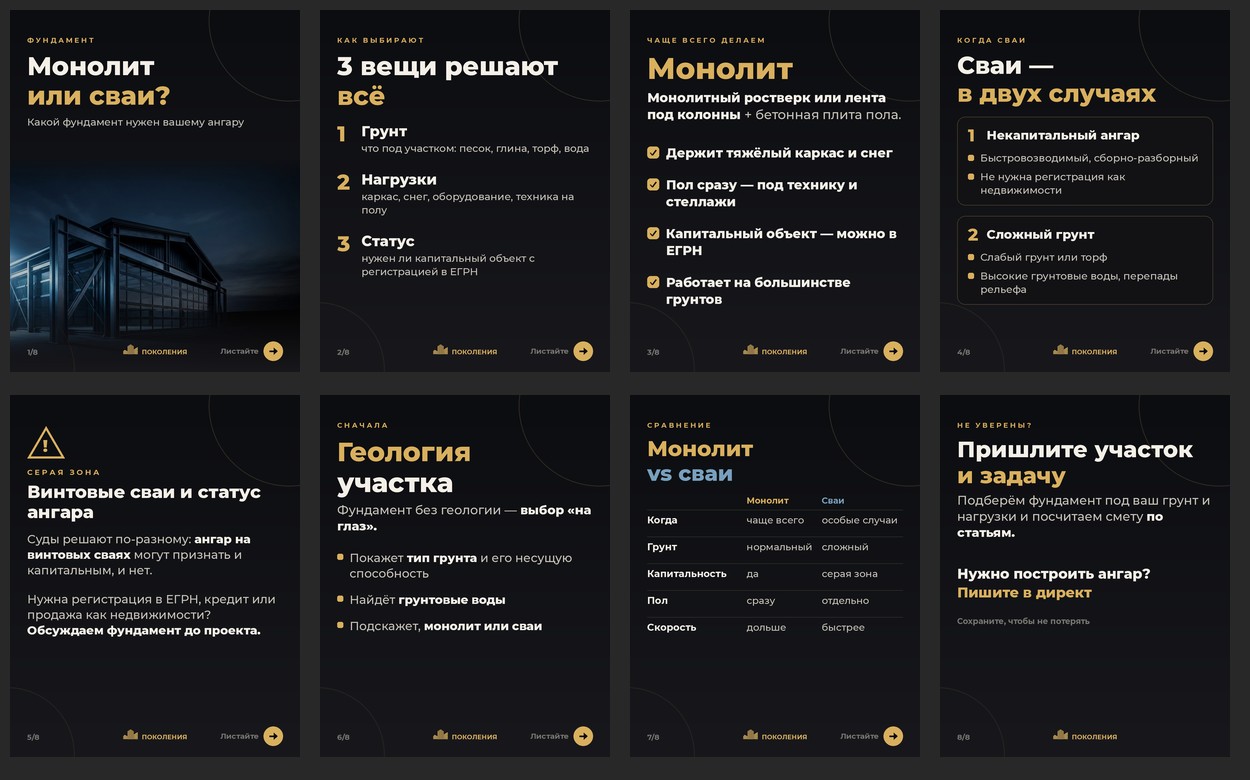 ФУНДАМЕНТ
Монолит
или сваи?
Какой фундамент нужен вашему ангару
1/8
ПОКОЛЕНИЯ
Листайте
КАК ВЫБИРАЮТ
3 вещи решают
всё
1 Грунт
что под участком: песок, глина, торф, вода
2 Нагрузки
каркас, снег, оборудование, техника на
полу
3 Статус
нужен ли капитальный объект с
регистрацией в ЕГРН
2/8
ПОКОЛЕНИЯ
Листайте
ЧАЩЕ ВСЕГО ДЕЛАЕМ
Монолит
Монолитный ростверк или лента
под колонны + бетонная плита пола.
Держит тяжёлый каркас и снег
Пол сразу — под технику и
стеллажи
Капитальный объект — можно в
ЕГРН
Работает на большинстве
грунтов
3/8
ПОКОЛЕНИЯ
Листайте
КОГДА СВАИ
Сваи —
в двух случаях
1 Некапитальный ангар
Быстровозводимый, сборно-разборный
Не нужна регистрация как
недвижимости
2 Сложный грунт
Слабый грунт или торф
Высокие грунтовые воды, перепады
рельефа
4/8
ПОКОЛЕНИЯ
Листайте
СЕРАЯ ЗОНА
Винтовые сваи и статус
ангара
Суды решают по-разному: ангар на
винтовых сваях могут признать и
капитальным, и нет.
Нужна регистрация в ЕГРН, кредит или
продажа как недвижимости?
Обсуждаем фундамент до проекта.
5/8
ПОКОЛЕНИЯ
Листайте
СНАЧАЛА
Геология
участка
Фундамент без геологии — выбор «на
глаз».
Покажет тип грунта и его несущую
способность
Найдёт грунтовые воды
Подскажет, монолит или сваи
6/8
ПОКОЛЕНИЯ
Листайте
СРАВНЕНИЕ
Монолит
vs сваи
Монолит Сваи
Когда чаще всего особые случаи
Грунт нормальный сложный
Капитальность да серая зона
Пол сразу отдельно
Скорость дольше быстрее
7/8
ПОКОЛЕНИЯ
Листайте
НЕ УВЕРЕНЫ?
Пришлите участок
и задачу
Подберём фундамент под ваш грунт и
нагрузки и посчитаем смету по
статьям.
Нужно построить ангар?
Пишите в директ
Сохраните, чтобы не потерять
8/8
ПОКОЛЕНИЯ